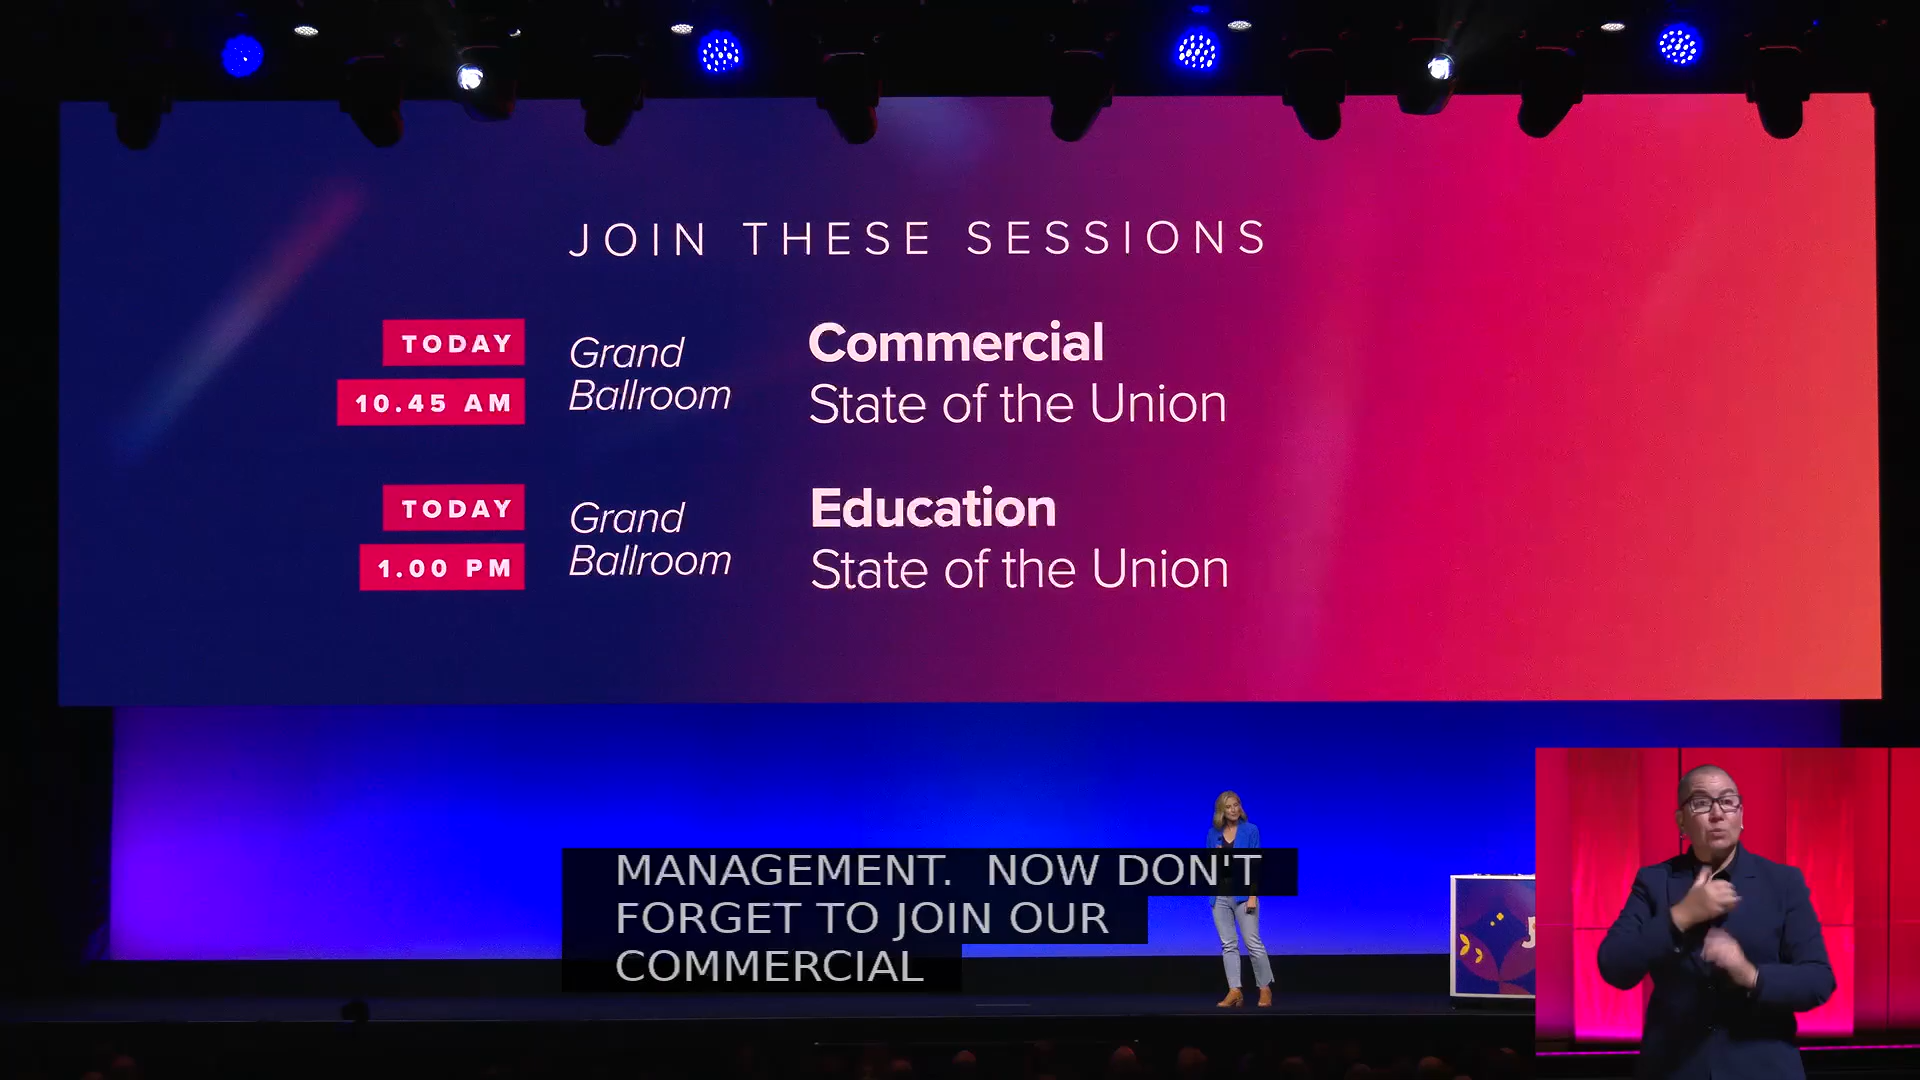 JOIN THESE SESSIONS
TODAY
10.45 AM
Grand
Ballroom
Commercial
State of the Union
TODAY
1.00 PM
Grand
Ballroom
Education
State of the Union
MANAGEMENT. NOW DON'T
FORGET TO JOIN OUR
COMMERCIAL